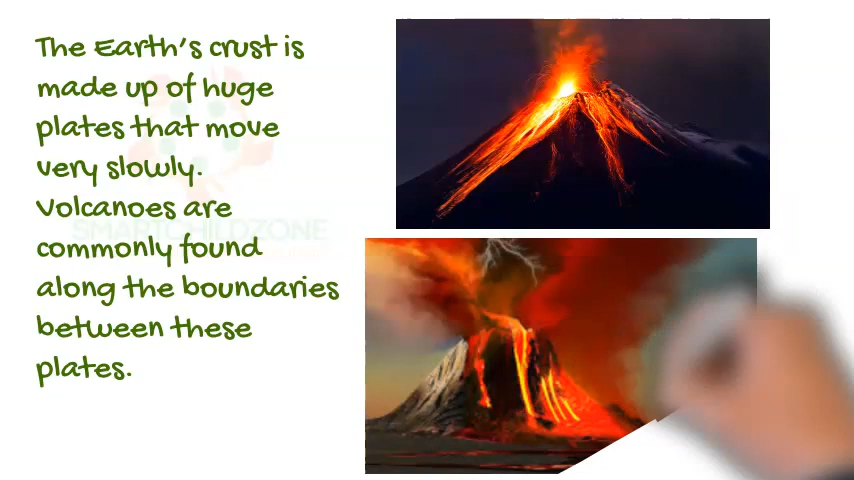 The Earth's crust is
made up of huge
plates that move
very slowly.
Volcanoes are
commonly found
along the boundaries
between these
plates.
SMARTCHILDZONE